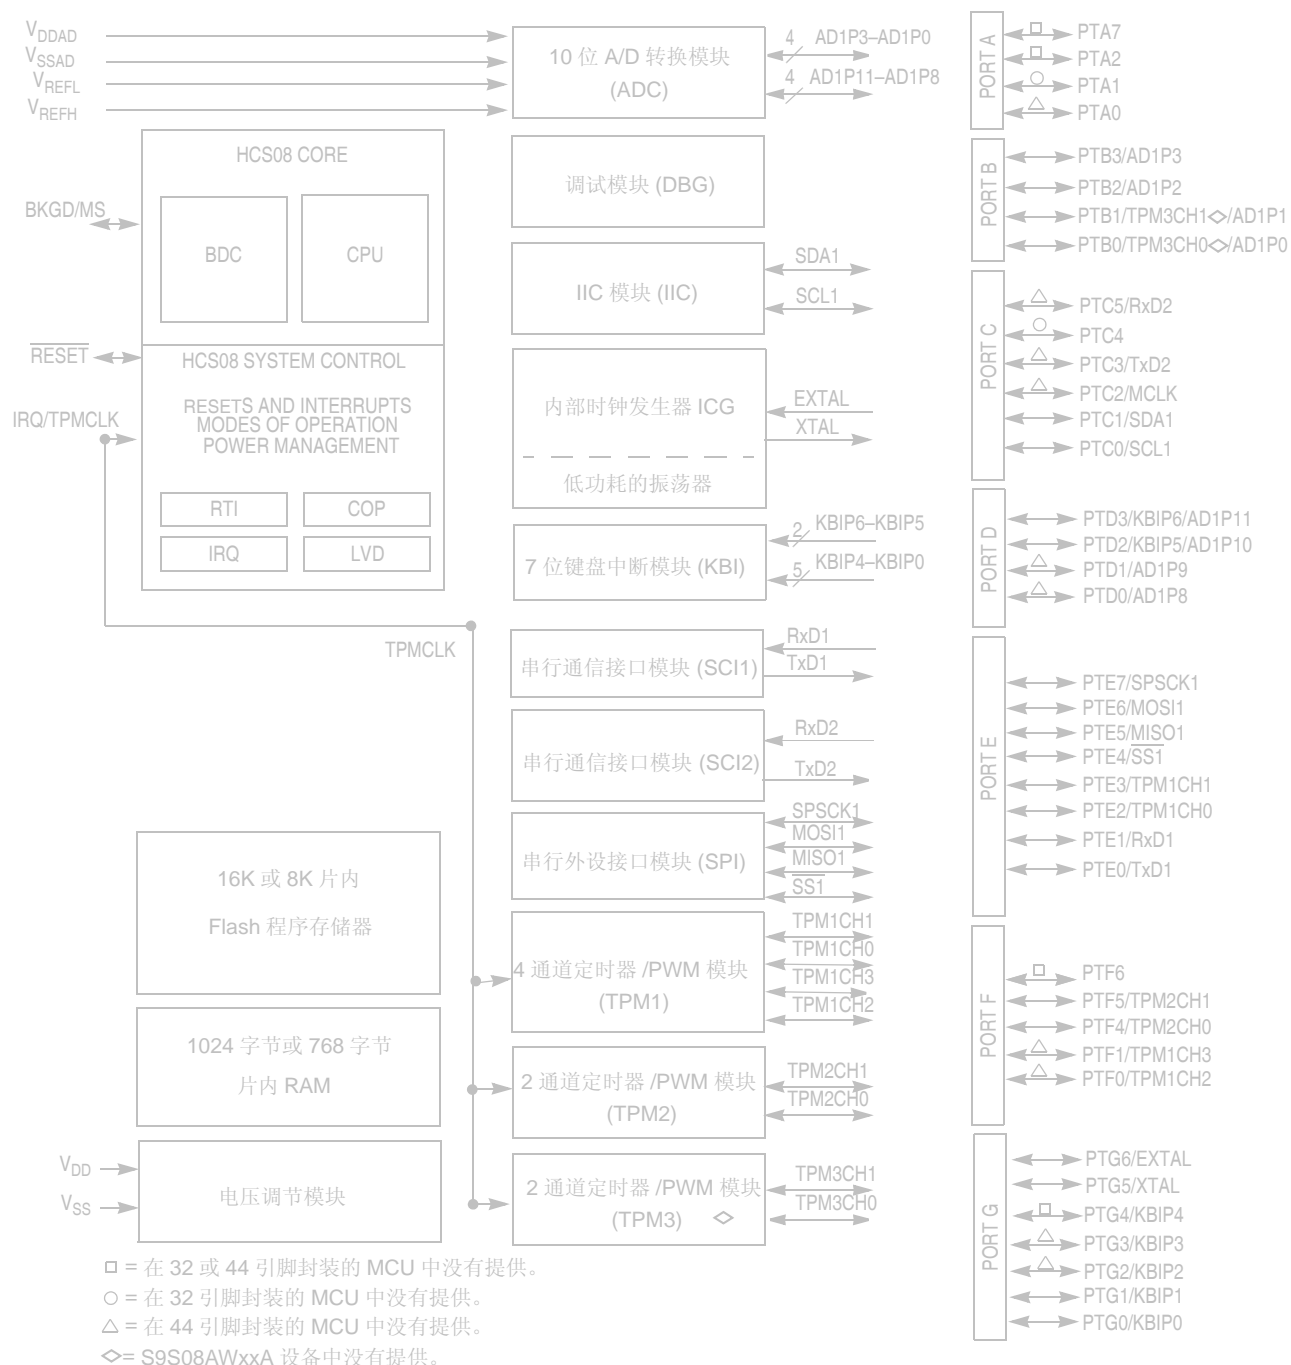 VDDAD
VSSAD
VREFL
VREFH
10 位 A/D 转换模块
(ADC)
4 AD1P3–AD1P0
4 AD1P11–AD1P8
HCS08 CORE
BDC
CPU
BKGD/MS
RESET
IRQ/TPMCLK
HCS08 SYSTEM CONTROL
RESETS AND INTERRUPTS
MODES OF OPERATION
POWER MANAGEMENT
RTI
COP
IRQ
LVD
TPMCLK
调试模块 (DBG)
IIC 模块 (IIC)
SDA1
SCL1
内部时钟发生器 ICG
低功耗的振荡器
EXTAL
XTAL
7 位键盘中断模块 (KBI)
2 KBIP6–KBIP5
5 KBIP4–KBIP0
串行通信接口模块 (SCI1)
RxD1
TxD1
串行通信接口模块 (SCI2)
RxD2
TxD2
串行外设接口模块 (SPI)
SPSCK1
MOSI1
MISO1
SS1
4 通道定时器 /PWM 模块
(TPM1)
TPM1CH1
TPM1CH0
TPM1CH3
TPM1CH2
2 通道定时器 /PWM 模块
(TPM2)
TPM2CH1
TPM2CH0
2 通道定时器 /PWM 模块
(TPM3) ◇
TPM3CH1
TPM3CH0
16K 或 8K 片内
Flash 程序存储器
1024 字节或 768 字节
片内 RAM
VDD
VSS
电压调节模块
PORT A
□ PTA7
□ PTA2
○ PTA1
△ PTA0
PORT B
PTB3/AD1P3
PTB2/AD1P2
PTB1/TPM3CH1◇/AD1P1
PTB0/TPM3CH0◇/AD1P0
PORT C
△ PTC5/RxD2
○ PTC4
△ PTC3/TxD2
△ PTC2/MCLK
PTC1/SDA1
PTC0/SCL1
PORT D
PTD3/KBIP6/AD1P11
PTD2/KBIP5/AD1P10
△ PTD1/AD1P9
△ PTD0/AD1P8
PORT E
PTE7/SPSCK1
PTE6/MOSI1
PTE5/MISO1
PTE4/SS1
PTE3/TPM1CH1
PTE2/TPM1CH0
PTE1/RxD1
PTE0/TxD1
PORT F
□ PTF6
PTF5/TPM2CH1
PTF4/TPM2CH0
△ PTF1/TPM1CH3
△ PTF0/TPM1CH2
PORT G
PTG6/EXTAL
PTG5/XTAL
□ PTG4/KBIP4
△ PTG3/KBIP3
△ PTG2/KBIP2
PTG1/KBIP1
PTG0/KBIP0
□ = 在 32 或 44 引脚封装的 MCU 中没有提供。
○ = 在 32 引脚封装的 MCU 中没有提供。
△ = 在 44 引脚封装的 MCU 中没有提供。
◇= S9S08AWxxA 设备中没有提供。